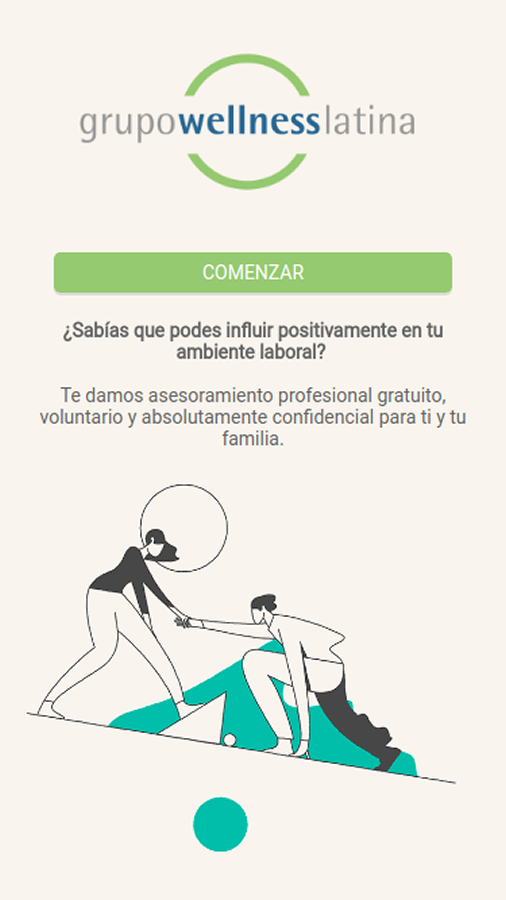 grupowellnesslatina
COMENZAR
¿Sabías que podes influir positivamente en tu
ambiente laboral?
Te damos asesoramiento profesional gratuito,
voluntario y absolutamente confidencial para ti y tu
familia.